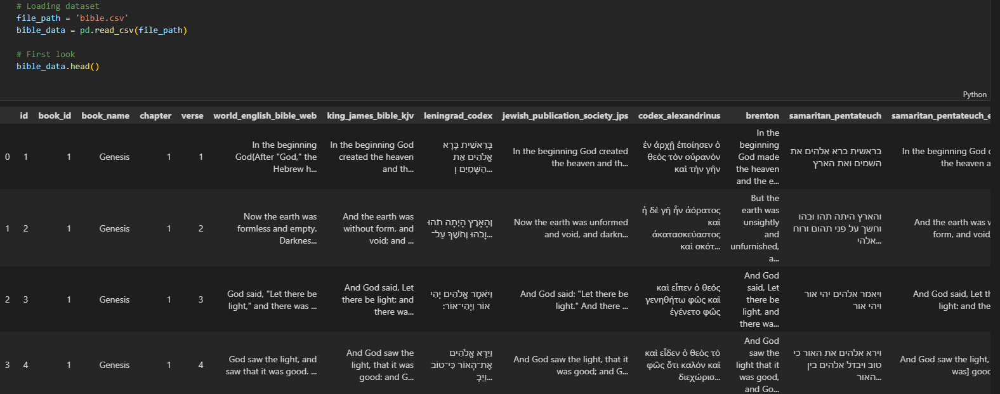 # Loading dataset
file_path = 'bible.csv'
bible_data = pd.read_csv(file_path)
# First look
bible_data.head()
Python
id book_id book_name chapter verse world_english_bible_web king_james_bible_kjv leningrad_codex jewish_publication_society_jps codex_alexandrinus brenton samaritan_pentateuch samaritan_pentateuch_e
0 1 1 Genesis 1 1
In the beginning
God{After "God," the
Hebrew h...
In the beginning God
created the heaven
and th...
בְּרֵאשִׁית בָּרָא
אֱלֹהִים אֵת
הַשָּׁמַיִם וְ...
In the beginning God created
the heaven and th...
ἐν ἀρχῇ ἐποίησεν ὁ
θεὸς τὸν οὐρανὸν
καὶ τὴν γῆν
In the
beginning
God made
the heaven
and the e...
בראשית ברא אלהים את
השמים ואת הארץ
In the beginning God c
the heaven a
1 2 1 Genesis 1 2
Now the earth was
formless and empty.
Darknes...
And the earth was
without form, and
void; and ...
וְהָאָרֶץ הָיְתָה תֹהוּ
וָבֹהוּ וְחֹשֶׁךְ עַל־...
Now the earth was unformed
and void, and darkn...
ἡ δὲ γῆ ἦν ἀόρατος
καὶ
ἀκατασκεύαστος
καὶ σκότ...
But the
earth was
unsightly
and
unfurnished,
a...
והארץ היתה תהו ובהו
וחשך על פני תהום ורוח
אלהי...
And the earth was w
form, and void
2 3 1 Genesis 1 3
God said, "Let there be
light," and there was ...
And God said, Let
there be light: and
there wa...
וַיֹּאמֶר אֱלֹהִים יְהִי
אוֹר וַיְהִי־אוֹר׃
And God said: "Let there be
light." And there ...
καὶ εἶπεν ὁ θεός
γενηθήτω φῶς καὶ
ἐγένετο φῶς
And God
said, Let
there be
light, and
there wa...
ויאמר אלהים יהי אור
ויהי אור
And God said, Let th
light: and the
3 4 1 Genesis 1 4
God saw the light, and
saw that it was good. ...
And God saw the
light, that it was
good: and G...
וַיַּרְא אֱלֹהִים
אֶת־הָאוֹר כִּי־טוֹב
וַיַּבְ...
And God saw the light, that it
was good; and G...
καὶ εἶδεν ὁ θεὸς τὸ
φῶς ὅτι καλόν καὶ
διεχώρισ...
And God
saw the
light that it
was good,
and Go...
וירא אלהים את האור כי
טוב ויבדל אלהים בין
האור...
And God saw the light,
was] good